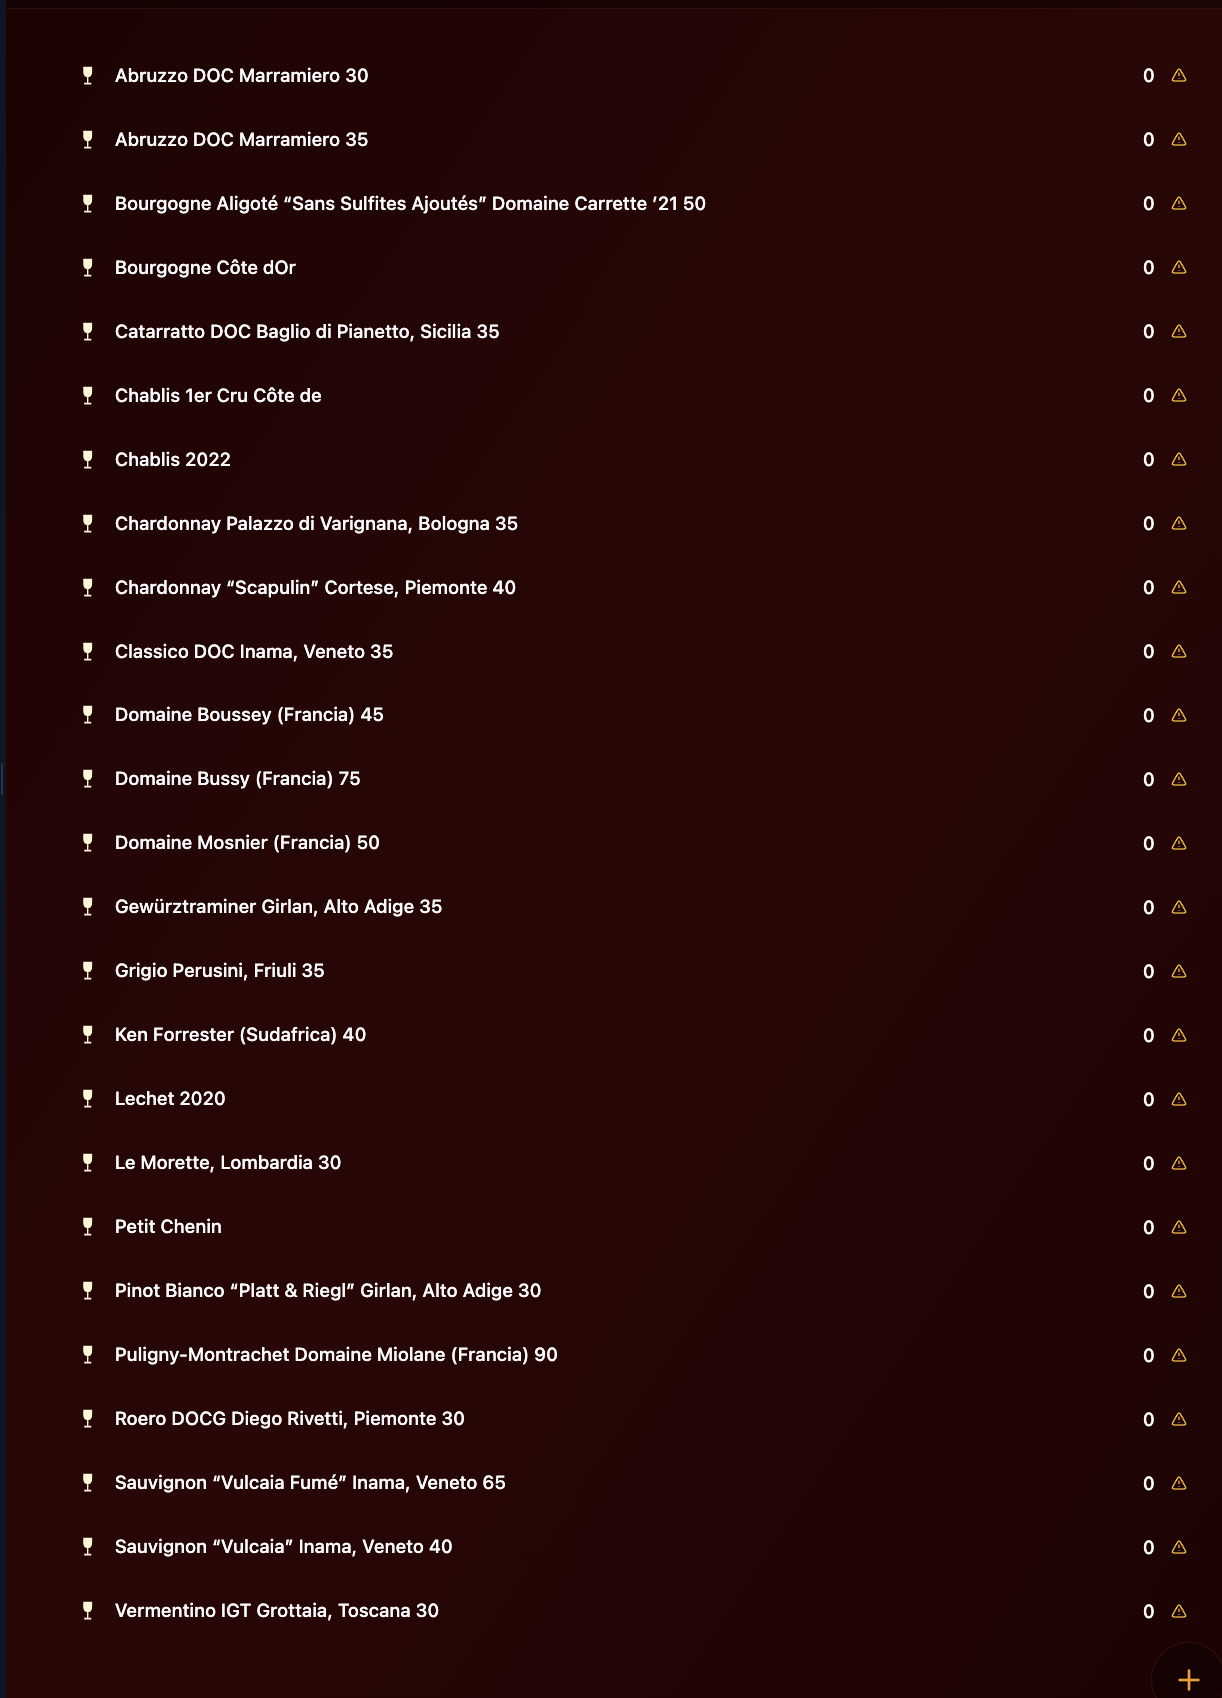 Abruzzo DOC Marramiero 30 0
Abruzzo DOC Marramiero 35 0
Bourgogne Aligoté “Sans Sulfites Ajoutés” Domaine Carrette ’21 50 0
Bourgogne Côte dOr 0
Catarratto DOC Baglio di Pianetto, Sicilia 35 0
Chablis 1er Cru Côte de 0
Chablis 2022 0
Chardonnay Palazzo di Varignana, Bologna 35 0
Chardonnay “Scapulin” Cortese, Piemonte 40 0
Classico DOC Inama, Veneto 35 0
Domaine Boussey (Francia) 45 0
Domaine Bussy (Francia) 75 0
Domaine Mosnier (Francia) 50 0
Gewürztraminer Girlan, Alto Adige 35 0
Grigio Perusini, Friuli 35 0
Ken Forrester (Sudafrica) 40 0
Lechet 2020 0
Le Morette, Lombardia 30 0
Petit Chenin 0
Pinot Bianco “Platt & Riegl” Girlan, Alto Adige 30 0
Puligny-Montrachet Domaine Miolane (Francia) 90 0
Roero DOCG Diego Rivetti, Piemonte 30 0
Sauvignon “Vulcaia Fumé” Inama, Veneto 65 0
Sauvignon “Vulcaia” Inama, Veneto 40 0
Vermentino IGT Grottaia, Toscana 30 0
+